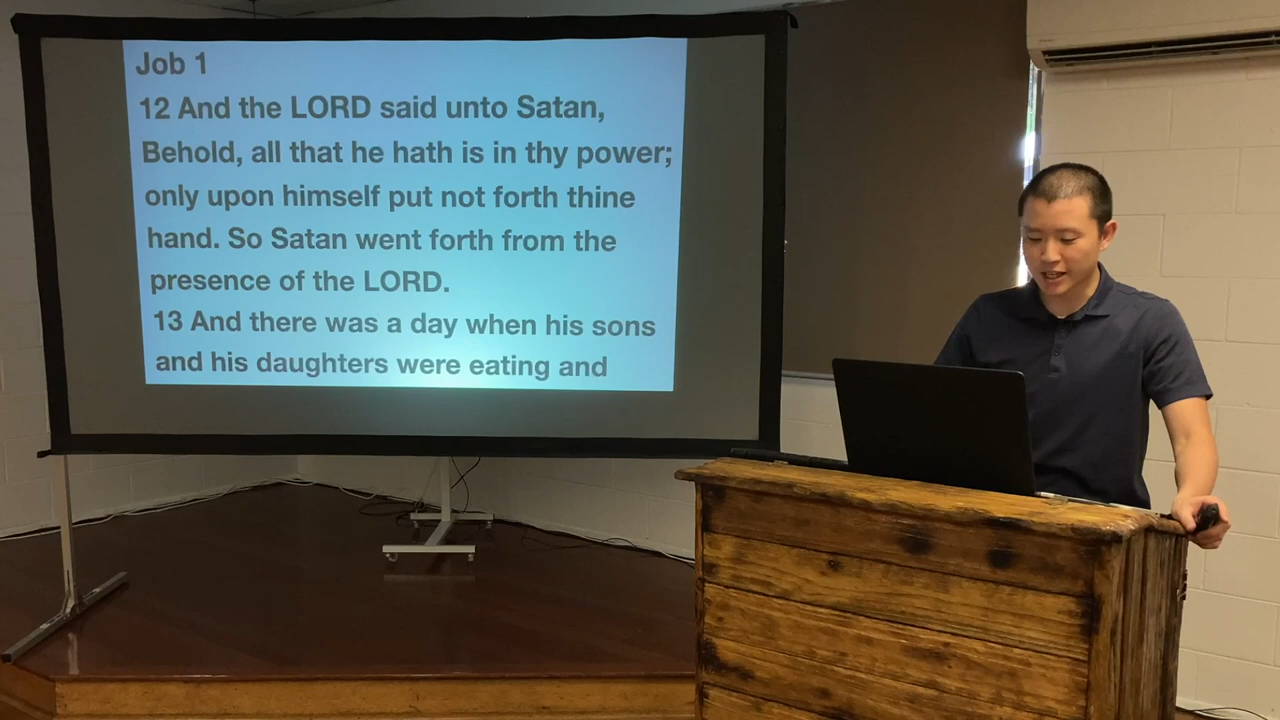 Job 1
12 And the LORD said unto Satan,
Behold, all that he hath is in thy power;
only upon himself put not forth thine
hand. So Satan went forth from the
presence of the LORD.
13 And there was a day when his sons
and his daughters were eating and